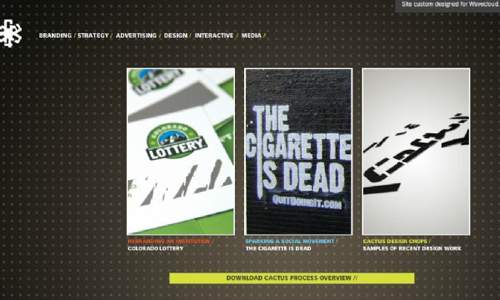 Site custom designed for Wavecloud.
BRANDING / STRATEGY / ADVERTISING / DESIGN / INTERACTIVE / MEDIA /
COLORADO
LOTTERY
THE
CIGARETTE
IS DEAD
QUITDOINGIT.COM
Cactus
REBRANDING AN INSTITUTION /
COLORADO LOTTERY
SPARKING A SOCIAL MOVEMENT /
THE CIGARETTE IS DEAD
CACTUS DESIGN CHOPS /
SAMPLES OF RECENT DESIGN WORK
DOWNLOAD CACTUS PROCESS OVERVIEW //